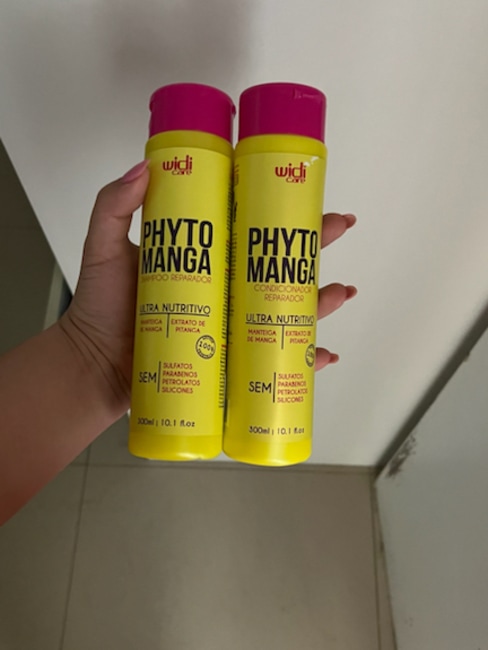 widi
care
PHYTO
MANGA
SHAMPOO REPARADOR
ULTRA NUTRITIVO
MANTEIGA
DE MANGA
EXTRATO DE
PITANGA
100%
SEM
SULFATOS
PARABENOS
PETROLATOS
SILICONES
300ml | 10.1 fl.oz
widi
care
PHYTO
MANGA
CONDICIONADOR
REPARADOR
ULTRA NUTRITIVO
MANTEIGA
DE MANGA
EXTRATO DE
PITANGA
SEM
SULFATOS
PARABENOS
PETROLATOS
SILICONES
300ml | 10.1 fl.oz